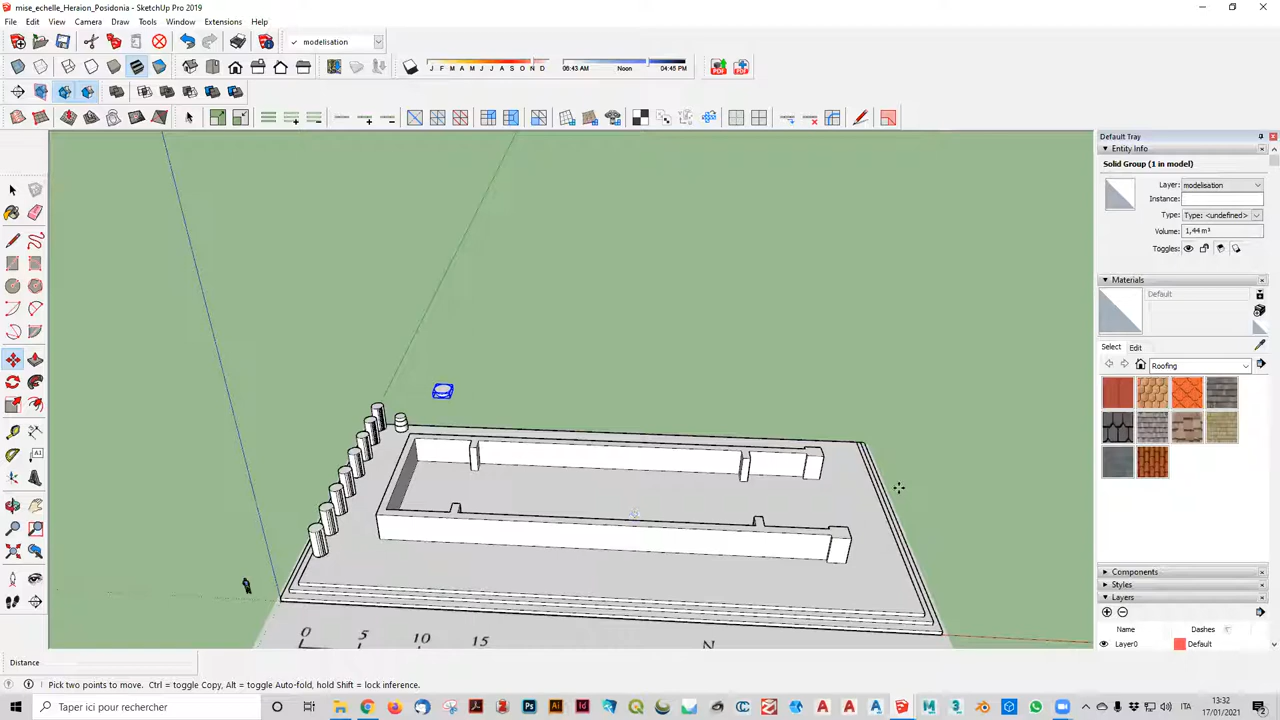 mise_echelle_Heraion_Posidonia - SketchUp Pro 2019
File Edit View Camera Draw Tools Window Extensions Help
modelisation
J F M A M J J A S O N D
06:43 AM Noon 04:45 PM
Default Tray
Entity Info
Solid Group (1 in model)
Layer: modelisation
Instance:
Type: Type: <undefined>
Volume: 1,44 m³
Toggles:
Materials
Default
Select Edit
Roofing
Components
Styles
Layers
Name Dashes
Layer0 Default
0 5 10 15 N
Distance
Pick two points to move. Ctrl = toggle Copy, Alt = toggle Auto-fold, hold Shift = lock inference.
Taper ici pour rechercher
ITA
13:32
17/01/2021